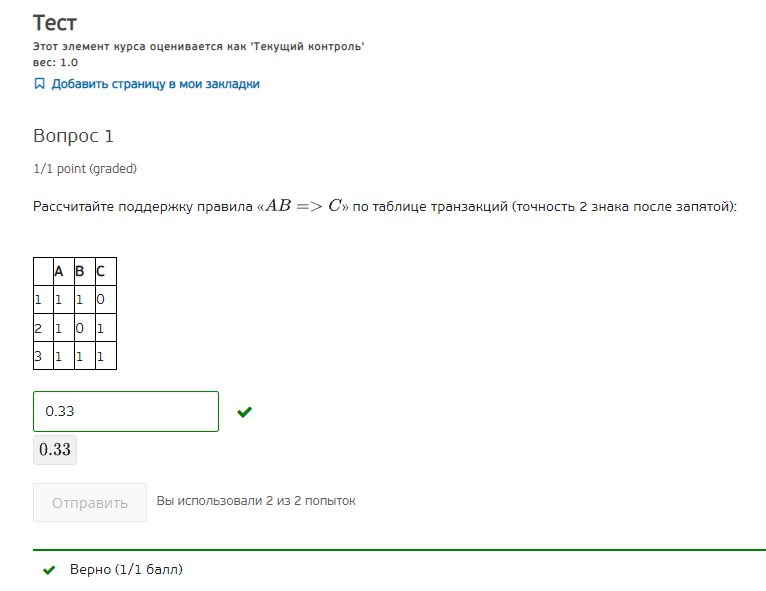 Тест
Этот элемент курса оценивается как 'Текущий контроль'
вес: 1.0
Добавить страницу в мои закладки
Вопрос 1
1/1 point (graded)
Рассчитайте поддержку правила «AB => C» по таблице транзакций (точность 2 знака после запятой):
A B C
1 1 1 0
2 1 0 1
3 1 1 1
0.33
0.33
Отправить Вы использовали 2 из 2 попыток
Верно (1/1 балл)